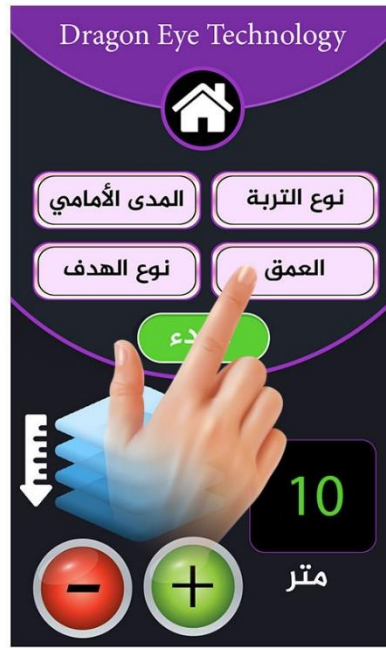 Dragon Eye Technology
نوع التربة
المدى الأمامي
العمق
نوع الهدف
10
متر
- +